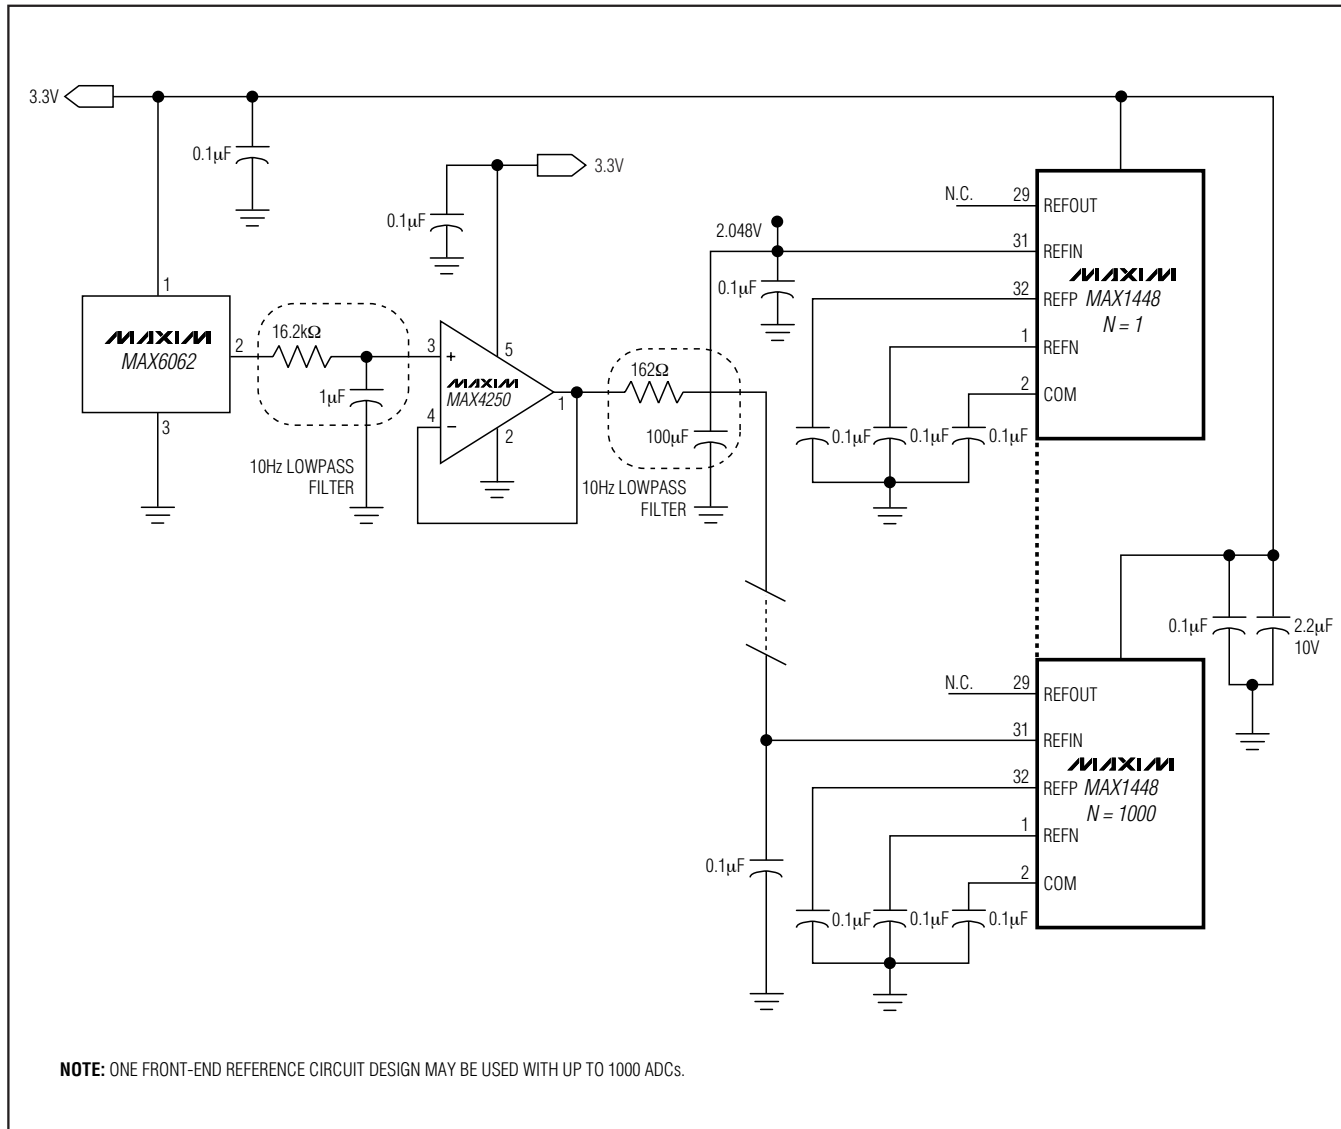 3.3V
0.1µF
3.3V
0.1µF
1
MAXIM
MAX6062
2
3
16.2kΩ
1µF
10Hz LOWPASS
FILTER
3
+
4
−
5
MAXIM
MAX4250
1
2
162Ω
100µF
10Hz LOWPASS
FILTER
2.048V
0.1µF
N.C.
29
REFOUT
31
REFIN
MAXIM
32
REFP
MAX1448
N = 1
1
REFN
2
COM
0.1µF
0.1µF
0.1µF
0.1µF
2.2µF
10V
N.C.
29
REFOUT
31
REFIN
MAXIM
32
REFP
MAX1448
N = 1000
1
REFN
2
COM
0.1µF
0.1µF
0.1µF
0.1µF
NOTE: ONE FRONT-END REFERENCE CIRCUIT DESIGN MAY BE USED WITH UP TO 1000 ADCs.